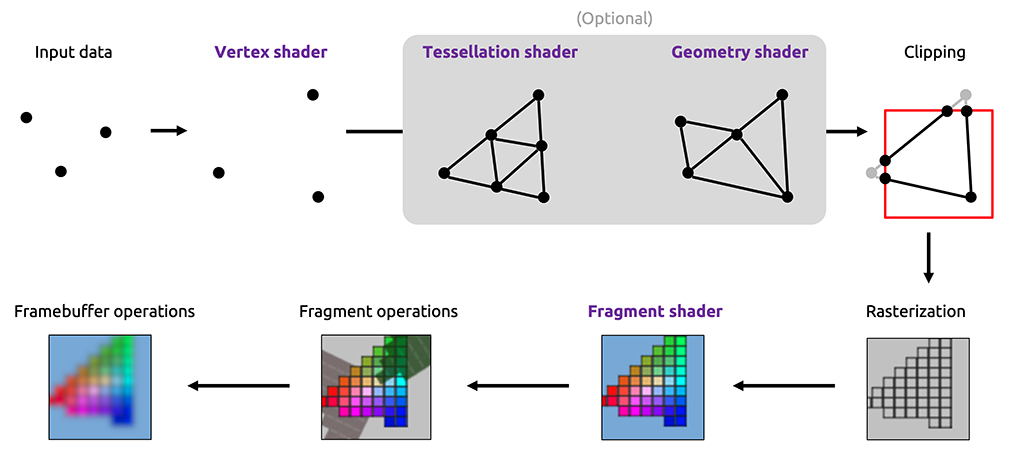 (Optional)
Input data
Vertex shader
Tessellation shader
Geometry shader
Clipping
Framebuffer operations
Fragment operations
Fragment shader
Rasterization